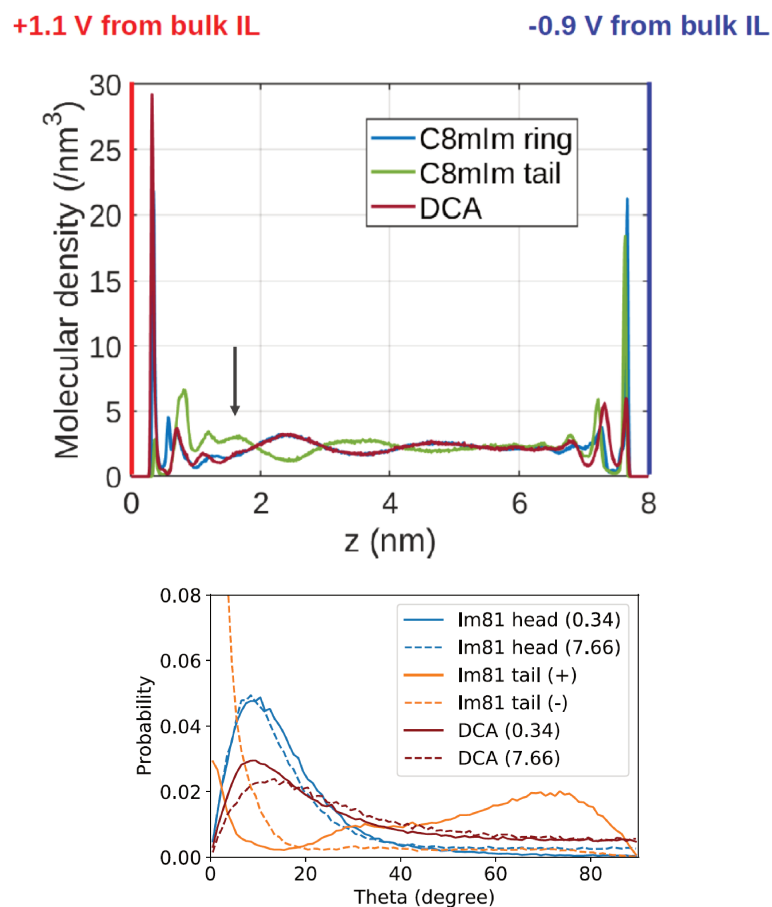 +1.1 V from bulk IL
-0.9 V from bulk IL
30
25
20
15
10
5
0
Molecular density (/nm³)
C8mIm ring
C8mIm tail
DCA
0 2 4 6 8
z (nm)
0.08
0.06
0.04
0.02
0.00
Probability
Im81 head (0.34)
Im81 head (7.66)
Im81 tail (+)
Im81 tail (-)
DCA (0.34)
DCA (7.66)
0 20 40 60 80
Theta (degree)